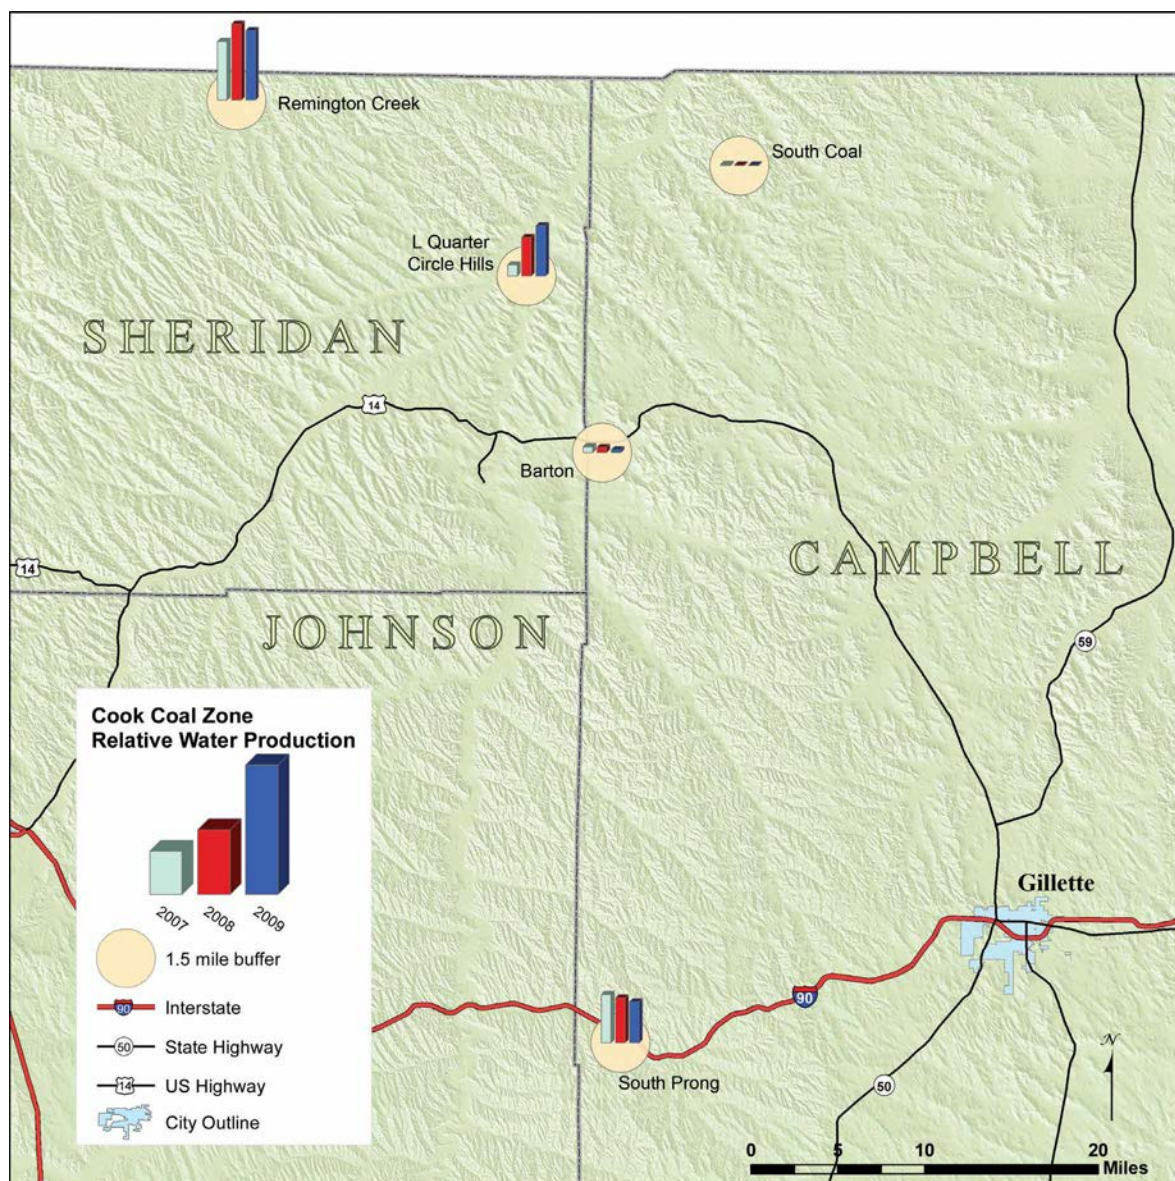 Remington Creek
South Coal
L Quarter
Circle Hills
SHERIDAN
14
Barton
CAMPBELL
14
JOHNSON
59
Cook Coal Zone
Relative Water Production
2007
2008
2009
1.5 mile buffer
90
Interstate
50
State Highway
14
US Highway
City Outline
Gillette
90
South Prong
50
N
0
5
10
20
Miles